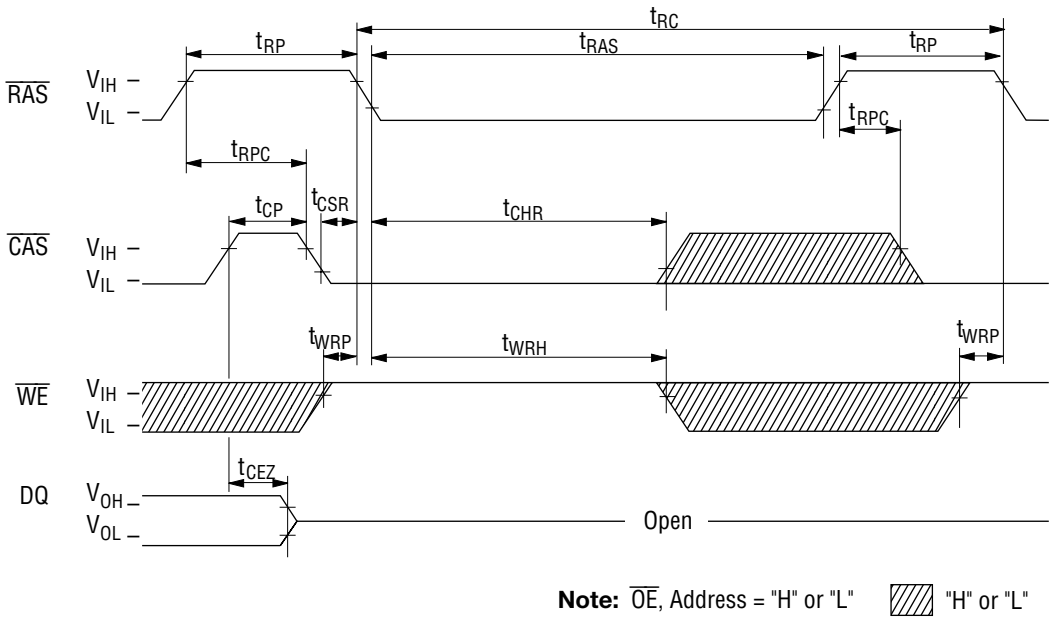 tRC
tRP tRAS tRP
RAS VIH
VIL
tRPC tRPC
tCP tCSR tCHR
CAS VIH
VIL
tWRP tWRH tWRP
WE VIH
VIL
tCEZ
DQ VOH
VOL
Open
Note: OE, Address = "H" or "L" "H" or "L"